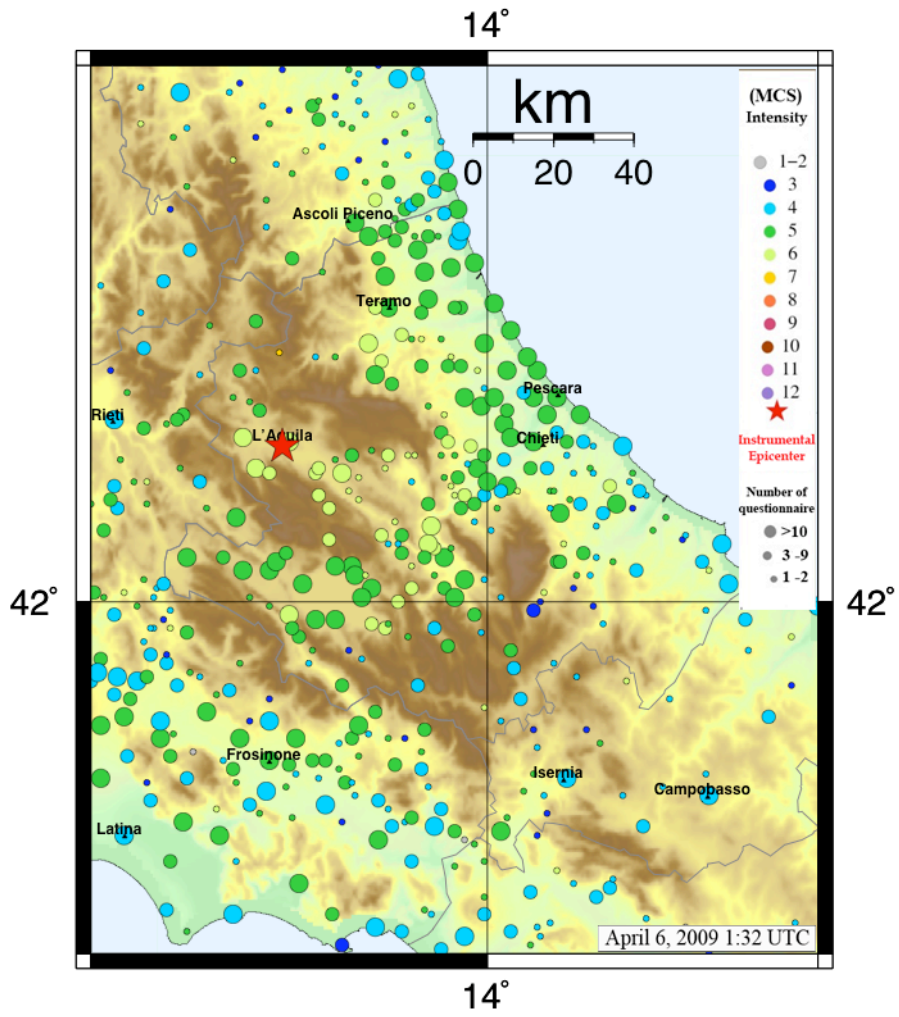 14°
km
0 20 40
(MCS)
Intensity
1–2
3
4
5
6
7
8
9
10
11
12
Instrumental
Epicenter
Number of
questionnaire
>10
3 -9
1 -2
Ascoli Piceno
Teramo
Pescara
Rieti
L'Aquila
Chieti
42°
42°
Frosinone
Isernia
Campobasso
Latina
April 6, 2009 1:32 UTC
14°